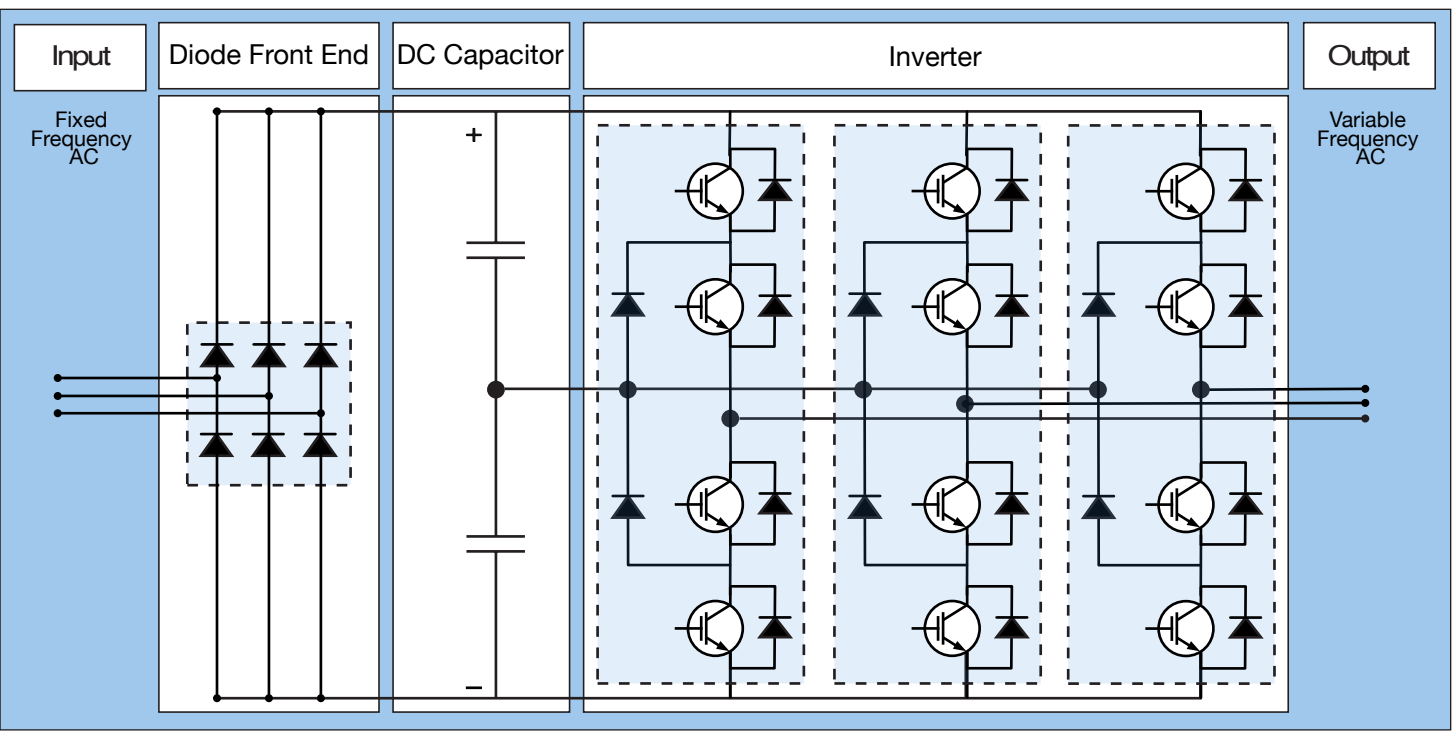 Input
Diode Front End
DC Capacitor
Inverter
Output
Fixed
Frequency
AC
+
−
Variable
Frequency
AC